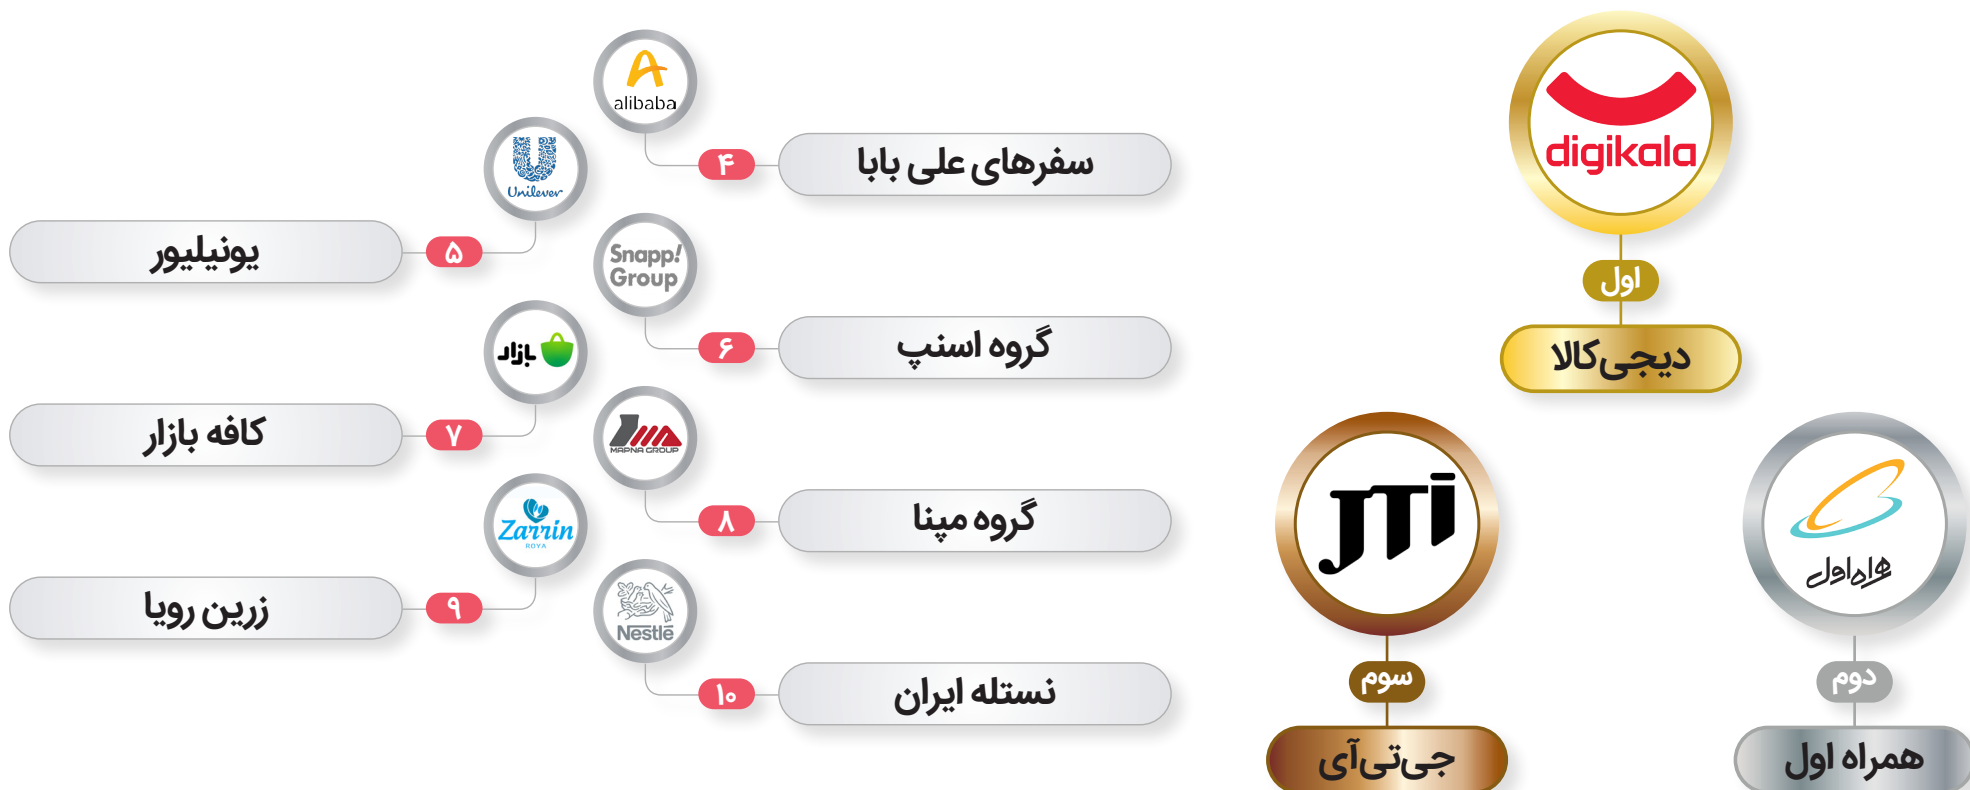 digikala
اول
دیجی‌کالا
همراه اول
دوم
همراه اول
JTI
سوم
جی‌تی‌آی
alibaba
۴
سفرهای علی بابا
Unilever
۵
یونیلیور
Snapp!
Group
۶
گروه اسنپ
بازار
۷
کافه بازار
MAPNA GROUP
۸
گروه مپنا
Zarrin
ROYA
۹
زرین رویا
Nestlé
۱۰
نستله ایران